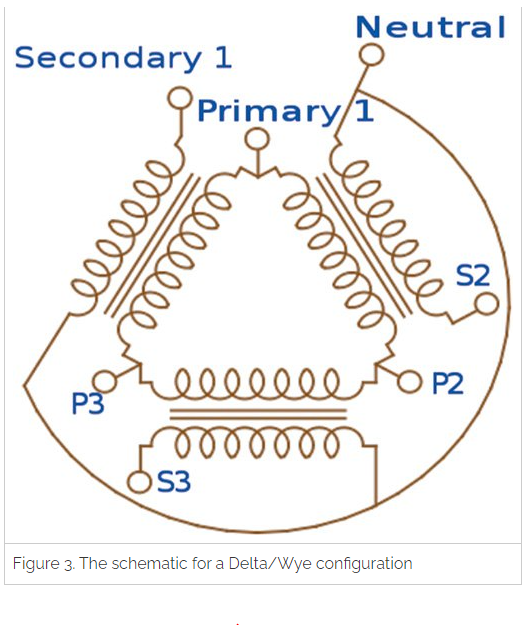 Neutral
Secondary 1
Primary 1
S2
P2
P3
S3
Figure 3. The schematic for a Delta/Wye configuration